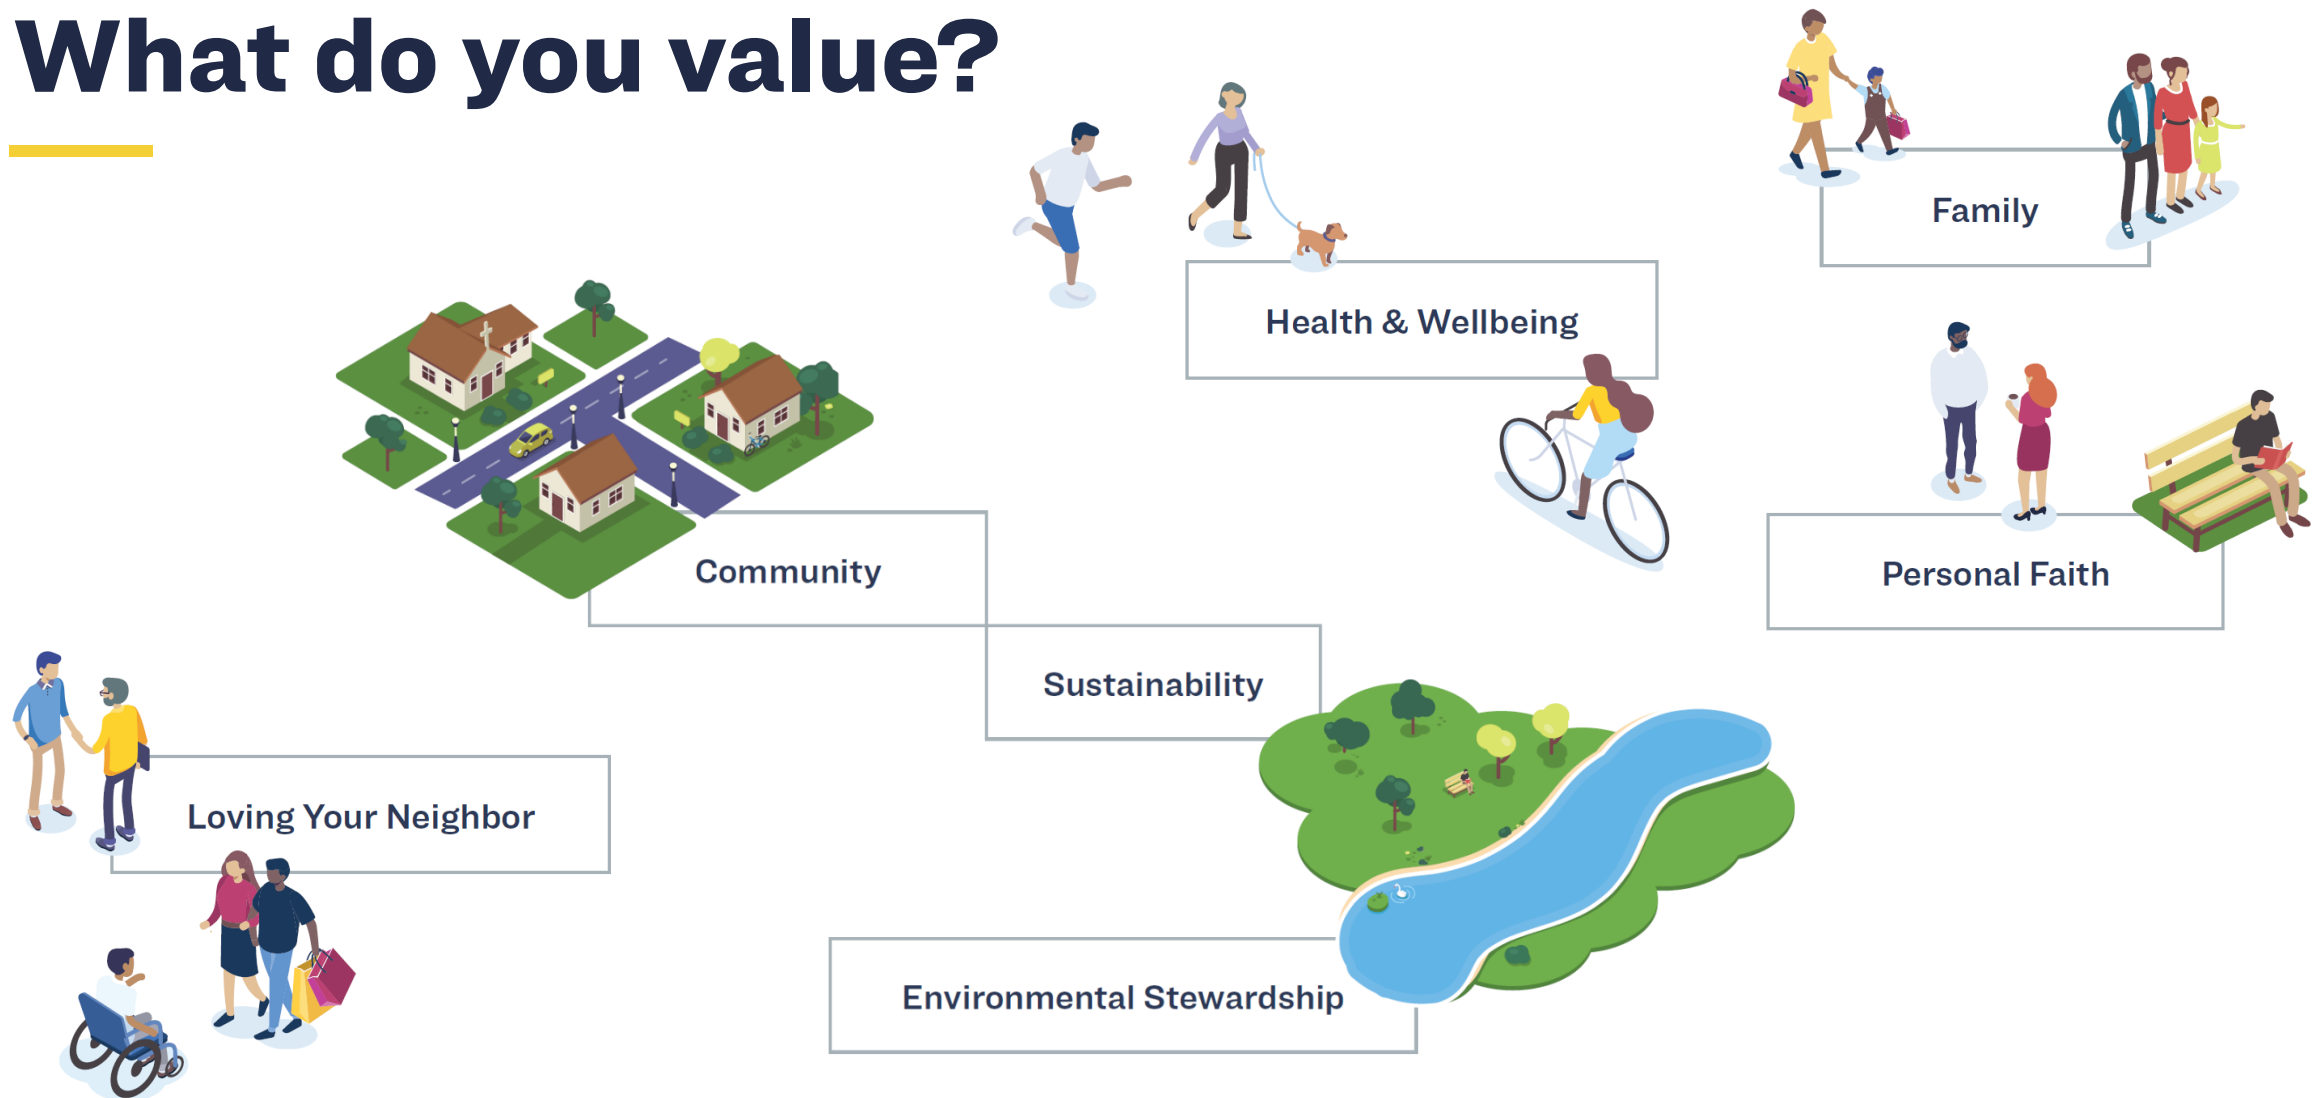 What do you value?
Family
Health & Wellbeing
Community
Personal Faith
Sustainability
Loving Your Neighbor
Environmental Stewardship